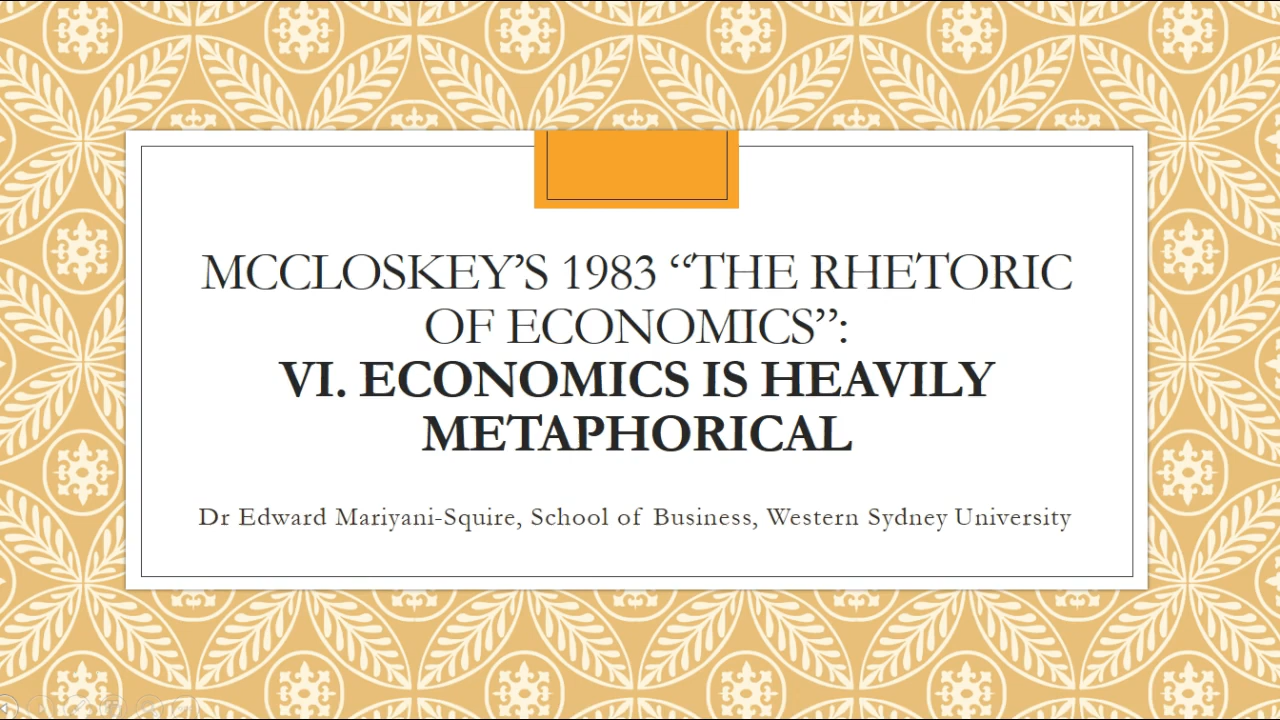 MCCLOSKEY’S 1983 “THE RHETORIC
OF ECONOMICS”:
VI. ECONOMICS IS HEAVILY
METAPHORICAL
Dr Edward Mariyani-Squire, School of Business, Western Sydney University